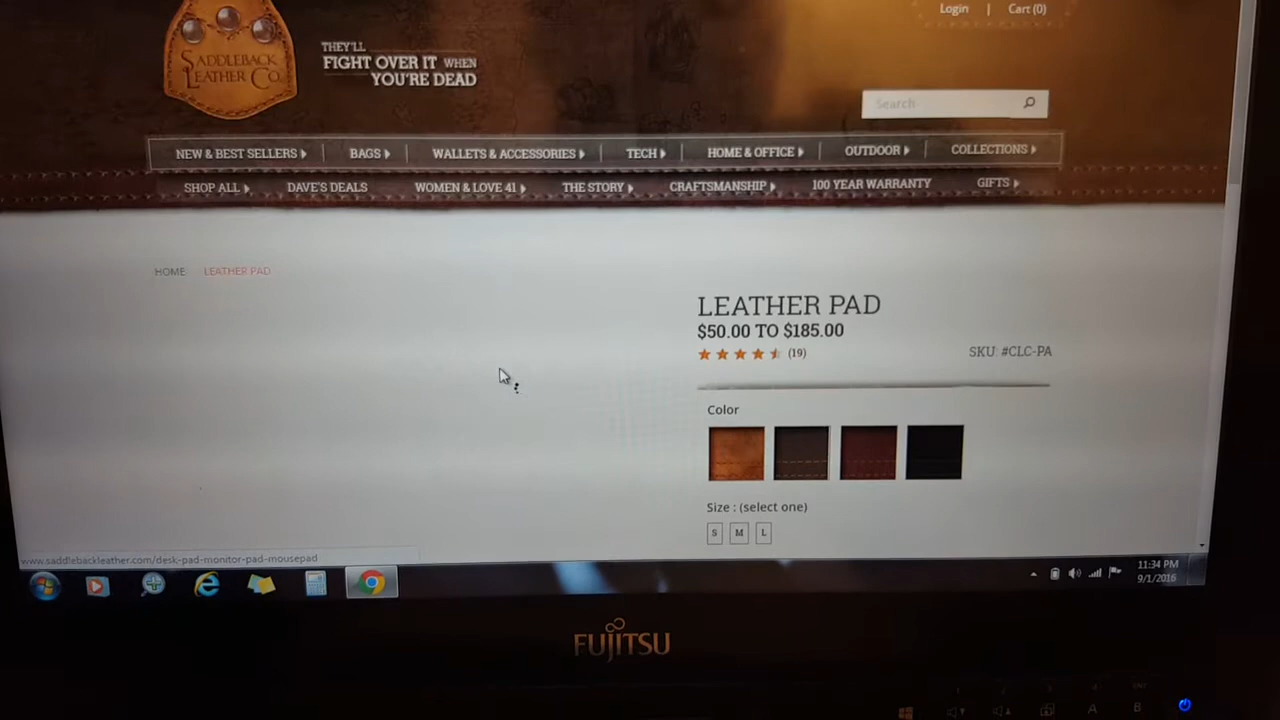 Login | Cart (0)
SADDLEBACK
LEATHER CO.
THEY'LL
FIGHT OVER IT WHEN
YOU'RE DEAD
Search
NEW & BEST SELLERS
BAGS
WALLETS & ACCESSORIES
TECH
HOME & OFFICE
OUTDOOR
COLLECTIONS
SHOP ALL
DAVE'S DEALS
WOMEN & LOVE 41
THE STORY
CRAFTSMANSHIP
100 YEAR WARRANTY
GIFTS
HOME LEATHER PAD
LEATHER PAD
$50.00 TO $185.00
(19)
SKU: #CLC-PA
Color
Size : (select one)
S M L
www.saddlebackleather.com/desk-pad-monitor-pad-mousepad
11:34 PM
9/1/2016
FUJITSU
A B